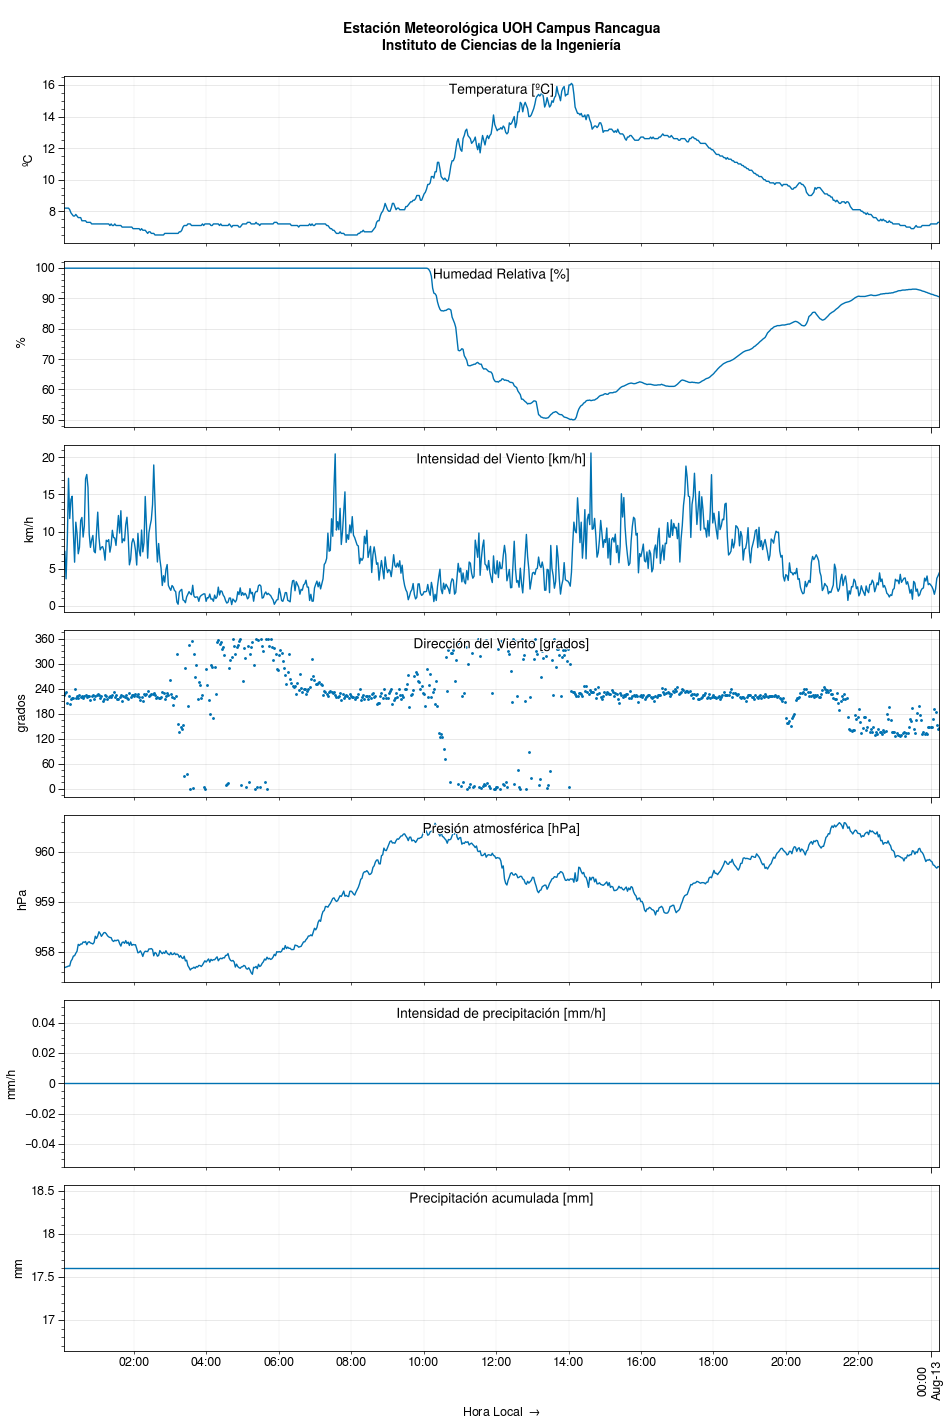 Estación Meteorológica UOH Campus Rancagua
Instituto de Ciencias de la Ingeniería
Temperatura [ºC]
ºC
16
14
12
10
8
Humedad Relativa [%]
%
100
90
80
70
60
50
Intensidad del Viento [km/h]
km/h
20
15
10
5
0
Dirección del Viento [grados]
grados
360
300
240
180
120
60
0
Presión atmosférica [hPa]
hPa
960
959
958
Intensidad de precipitación [mm/h]
mm/h
0.04
0.02
0
−0.02
−0.04
Precipitación acumulada [mm]
mm
18.5
18
17.5
17
02:00 04:00 06:00 08:00 10:00 12:00 14:00 16:00 18:00 20:00 22:00 00:00
Aug-13
Hora Local →